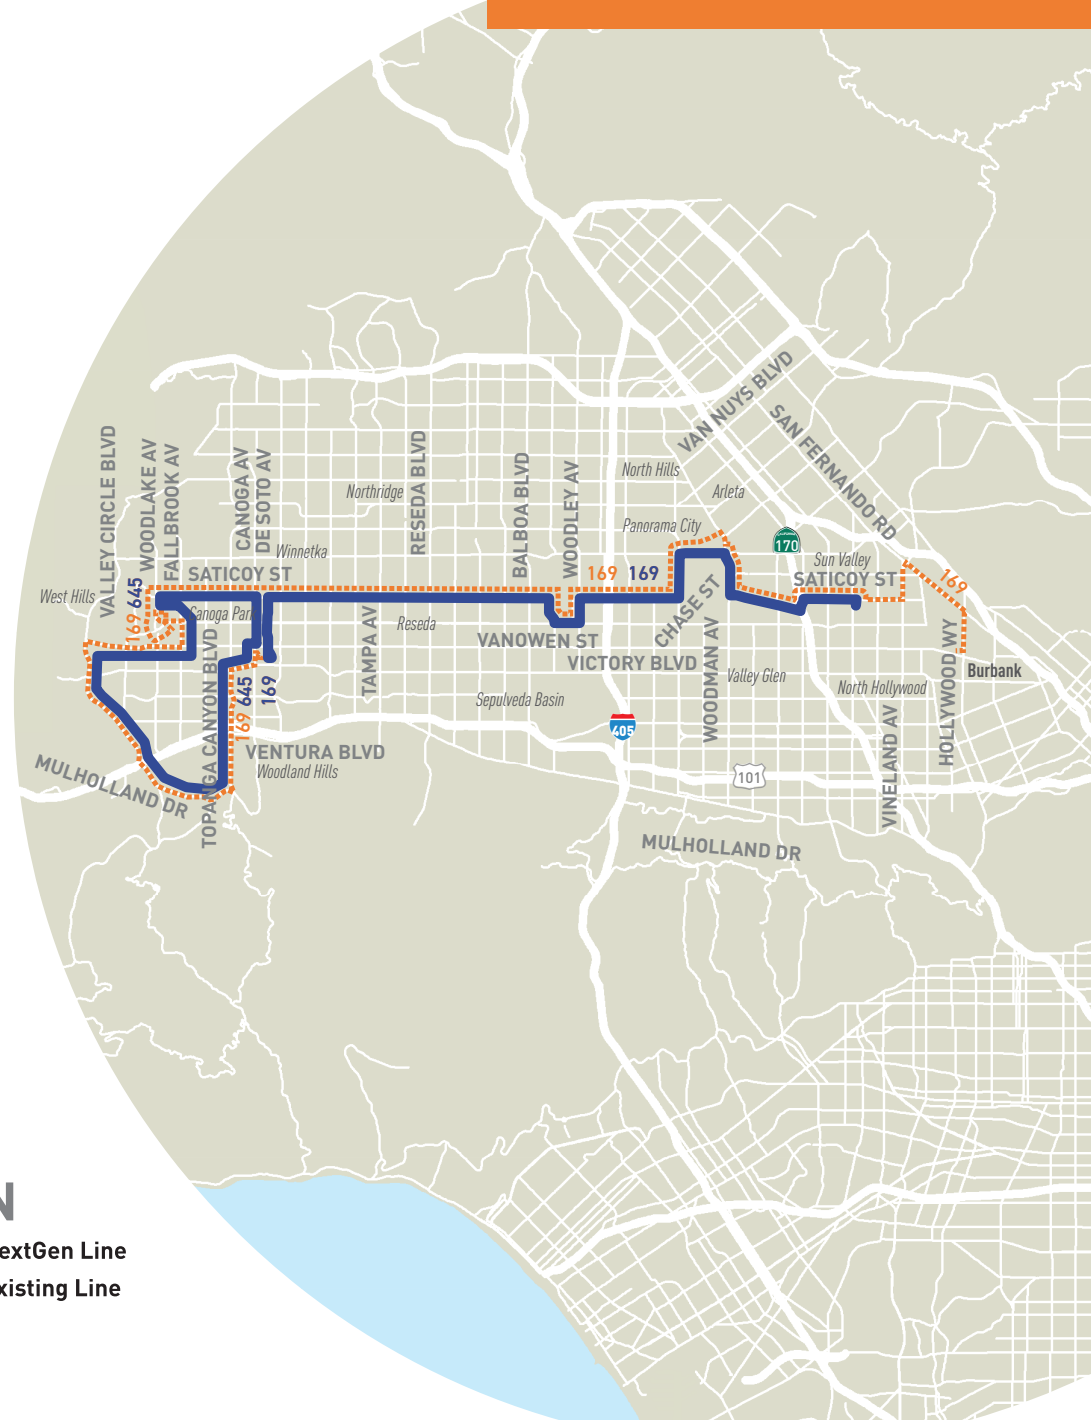 VAN NUYS BLVD
SAN FERNANDO RD
VALLEY CIRCLE BLVD
WOODLAKE AV
FALLBROOK AV
CANOGA AV
DE SOTO AV
RESEDA BLVD
BALBOA BLVD
WOODLEY AV
North Hills
Northridge
Arleta
Panorama City
CALIFORNIA
170
Winnetka
Sun Valley
SATICOY ST
169
169
SATICOY ST
169
West Hills
645
169
Canoga Park
Reseda
CHASE ST
VANOWEN ST
TAMPA AV
VICTORY BLVD
WOODMAN AV
Valley Glen
North Hollywood
HOLLYWOOD WY
Burbank
TOPANGA CANYON BLVD
645
169
169
Sepulveda Basin
405
VENTURA BLVD
Woodland Hills
MULHOLLAND DR
101
VINELAND AV
MULHOLLAND DR
N
extGen Line
xisting Line